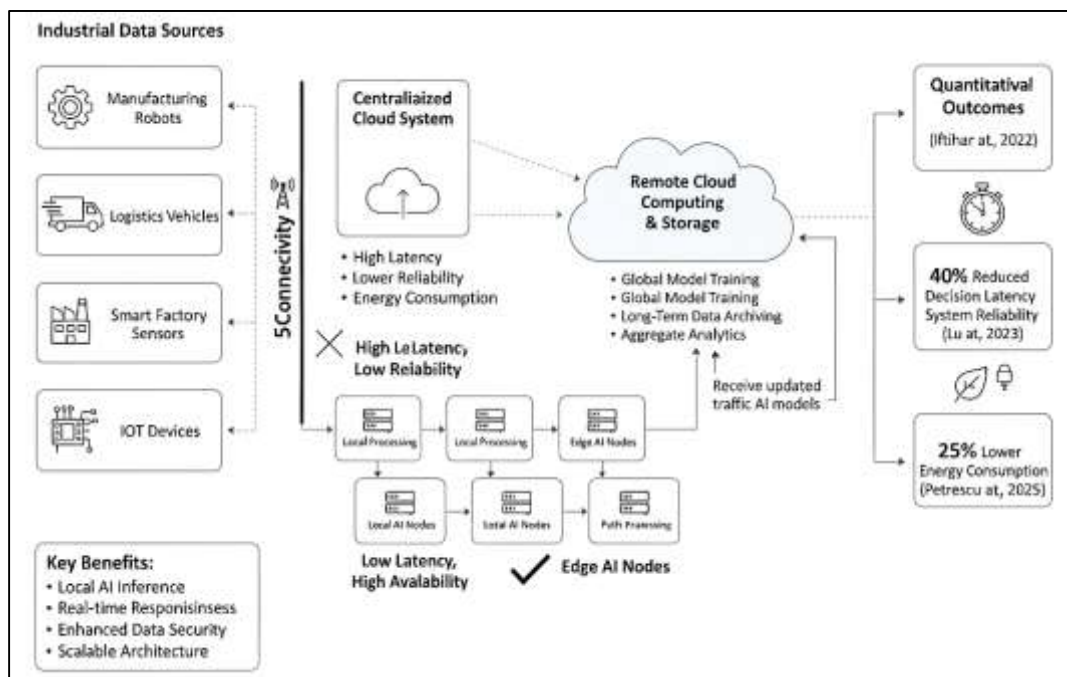 Industrial Data Sources
Manufacturing
Robots
Logistics Vehicles
Smart Factory
Sensors
IOT Devices
Key Benefits:
• Local AI Inference
• Real-time Responisinsess
• Enhanced Data Security
• Scalable Architecture
5Connecivity
Centraliaized
Cloud System
• High Latency
• Lower Reliability
• Energy Consumption
High LeLatency,
Low Relability
Local Processing
Local Processing
Edge AI Nodes
Local AI Nodes
Lotal AI Nodes
Low Latency,
High Avalability
Edge AI Nodes
Remote Cloud
Computing
& Storage
• Global Model Training
• Global Model Training
• Long-Term Data Archiving
• Aggregate Analytics
Receive updated
traffic AI models
Quantitatival
Outcomes
(Iftihar at, 2022)
40% Reduced
Decision Latency
System Reliability
(Lu at, 2023)
25% Lower
Energy Consumption
(Petrescu at, 2025)